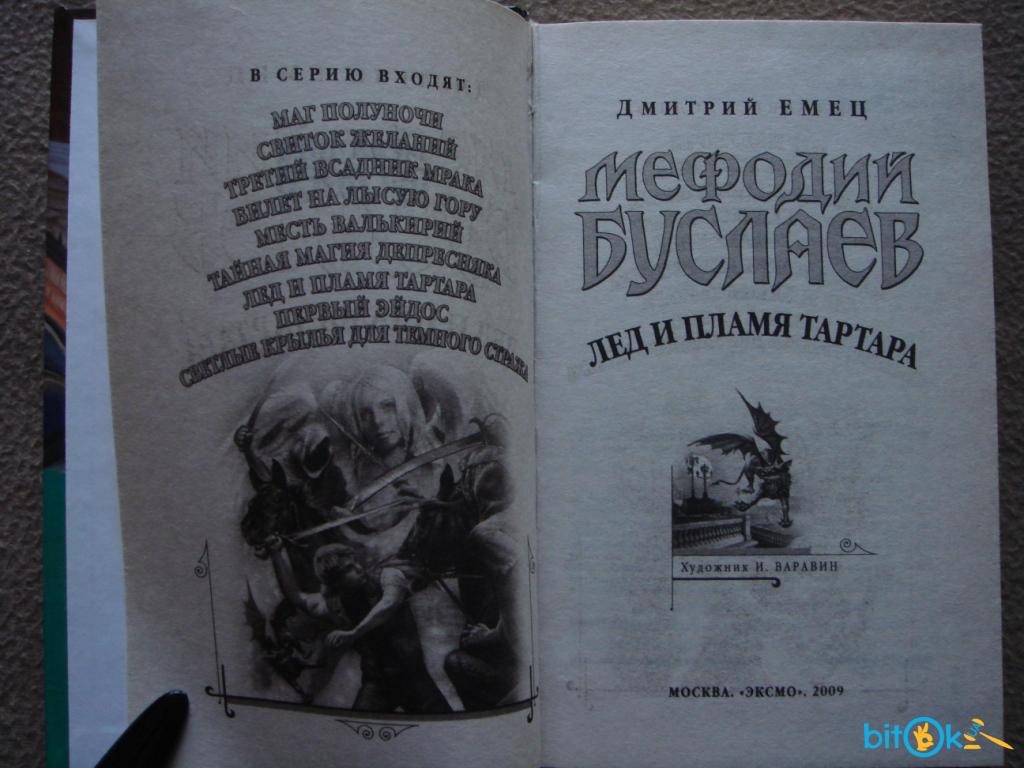 В СЕРИЮ ВХОДЯТ:
МАГ ПОЛУНОЧИ
СВИТОК ЖЕЛАНИЙ
ТРЕТИЙ ВСАДНИК МРАКА
БИЛЕТ НА ЛЫСУЮ ГОРУ
МЕСТЬ ВАЛЬКИРИЙ
ТАЙНАЯ МАГИЯ ДЕПРЕСНЯКА
ЛЕД И ПЛАМЯ ТАРТАРА
ПЕРВЫЙ ЭЙДОС
СВЕТЛЫЕ КРЫЛЬЯ ДЛЯ ТЕМНОГО СТРАЖА
ДМИТРИЙ ЕМЕЦ
МЕФОДИЙ
БУСЛАЕВ
ЛЕД И ПЛАМЯ ТАРТАРА
Художник И. ВАРАВИН
МОСКВА. «ЭКСМО». 2009
bitOk.ua